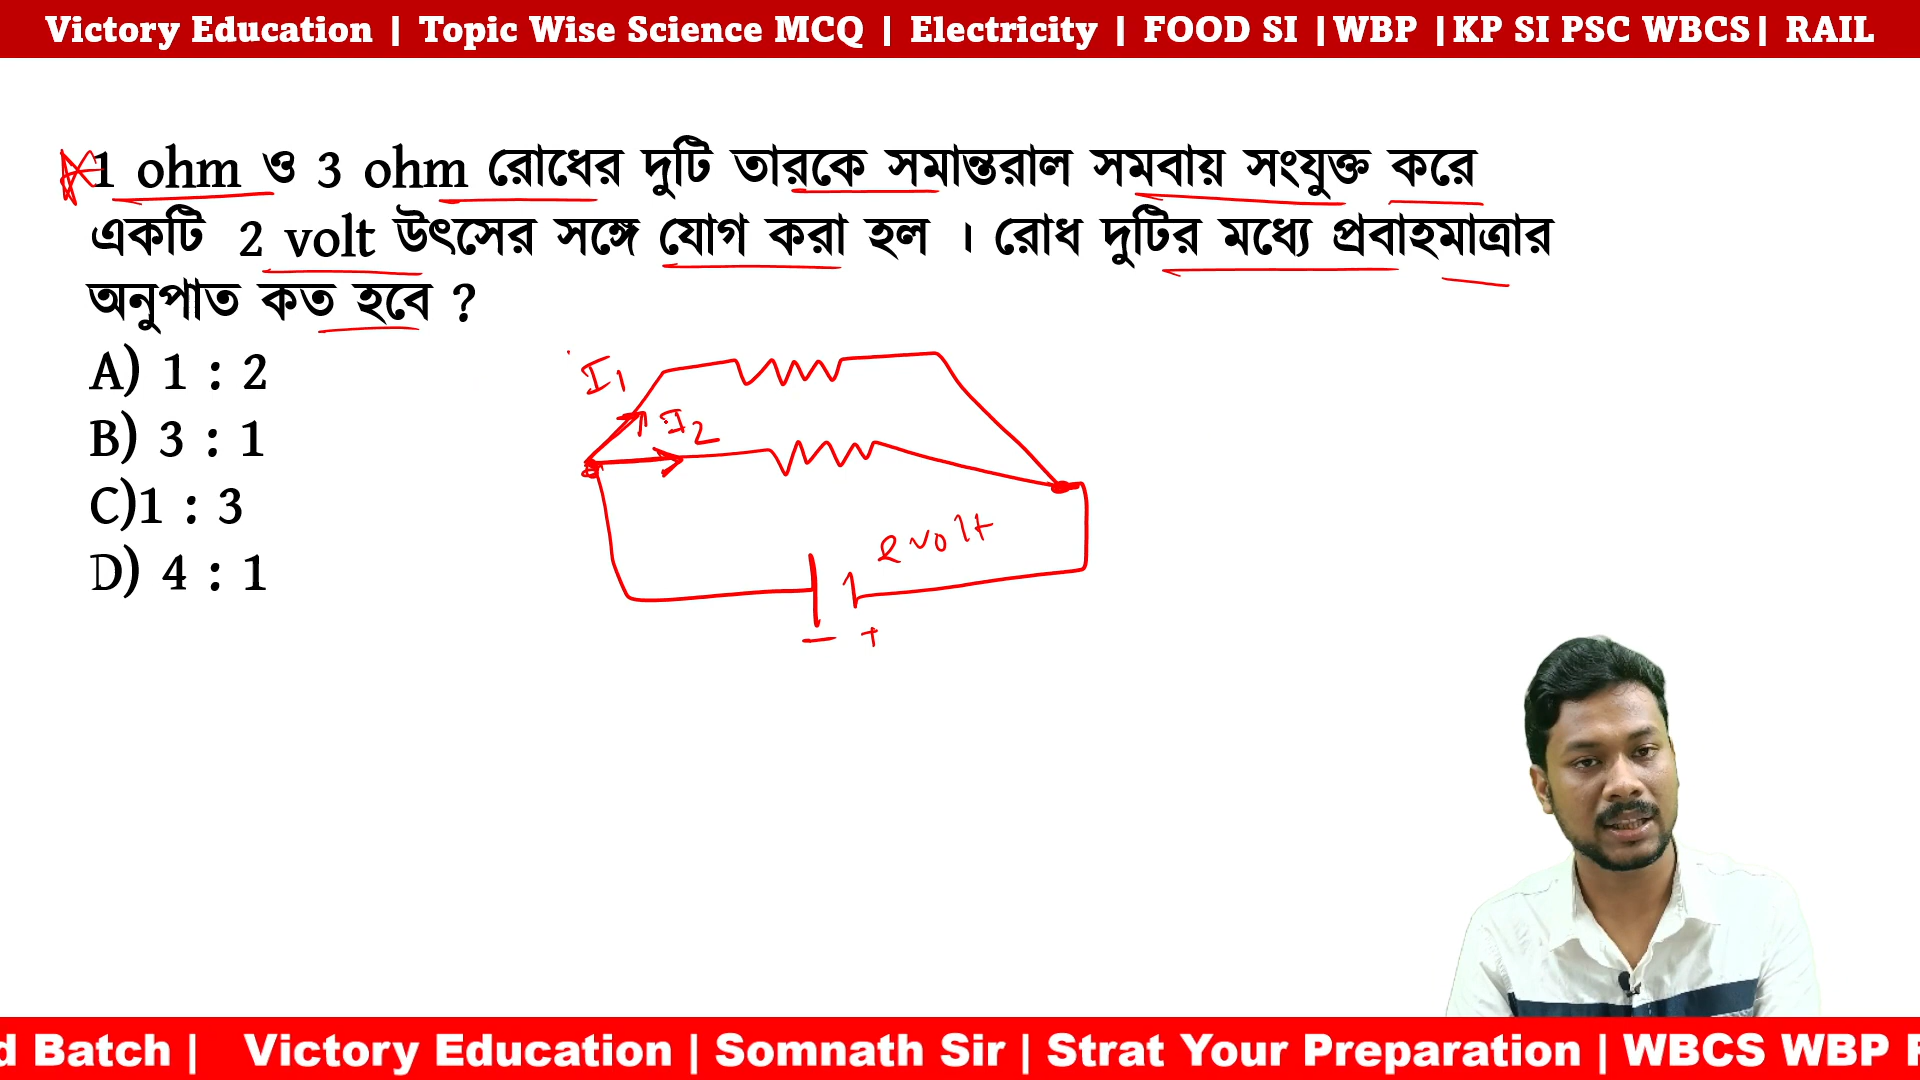 Victory Education | Topic Wise Science MCQ | Electricity | FOOD SI |WBP |KP SI PSC WBCS| RAIL
1 ohm ও 3 ohm রোধের দুটি তারকে সমান্তরাল সমবায় সংযুক্ত করে
একটি 2 volt উৎসের সঙ্গে যোগ করা হল । রোধ দুটির মধ্যে প্রবাহমাত্রার
অনুপাত কত হবে ?
A) 1 : 2
B) 3 : 1
C)1 : 3
D) 4 : 1
I1
I2
2 volt
- +
d Batch | Victory Education | Somnath Sir | Strat Your Preparation | WBCS WBP